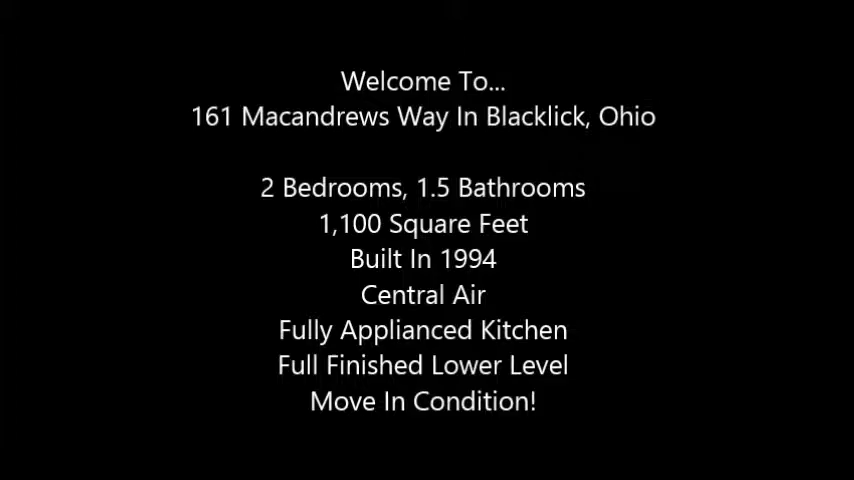 Welcome To...
161 Macandrews Way In Blacklick, Ohio
2 Bedrooms, 1.5 Bathrooms
1,100 Square Feet
Built In 1994
Central Air
Fully Applianced Kitchen
Full Finished Lower Level
Move In Condition!